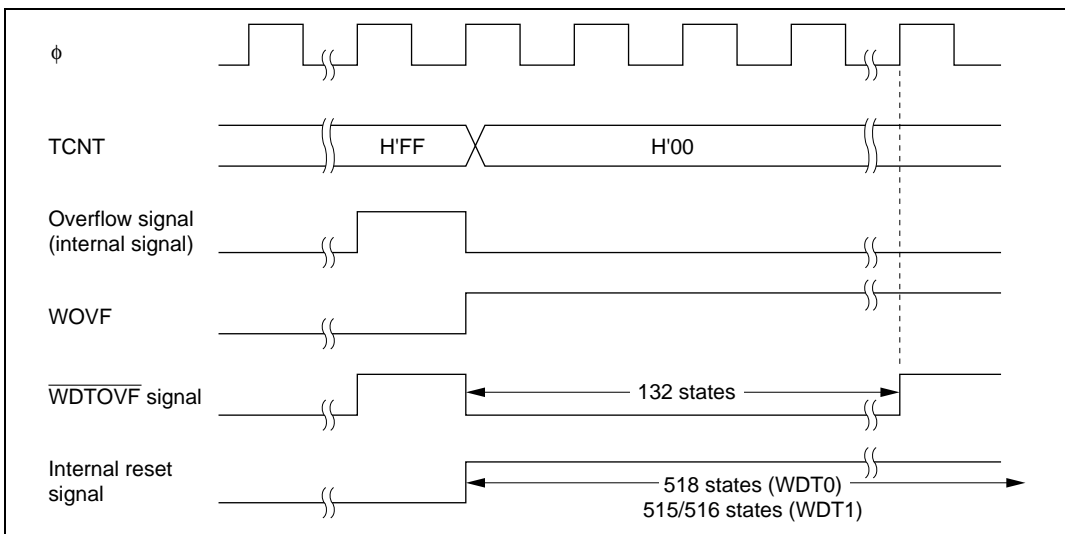 ϕ
TCNT
H'FF
H'00
Overflow signal
(internal signal)
WOVF
WDTOVF signal
132 states
Internal reset
signal
518 states (WDT0)
515/516 states (WDT1)